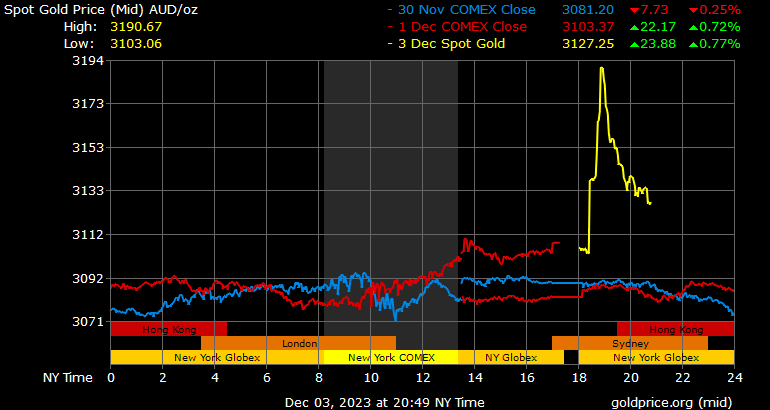 Spot Gold Price (Mid) AUD/oz - 30 Nov COMEX Close 3081.20 ▼7.73 ▼0.25%
High: 3190.67 - 1 Dec COMEX Close 3103.37 ▲22.17 ▲0.72%
Low: 3103.06 - 3 Dec Spot Gold 3127.25 ▲23.88 ▲0.77%
3194
3173
3153
3133
3112
3092
3071
Hong Kong Hong Kong
London Sydney
New York Globex New York COMEX NY Globex New York Globex
NY Time 0 2 4 6 8 10 12 14 16 18 20 22 24
Dec 03, 2023 at 20:49 NY Time goldprice.org (mid)